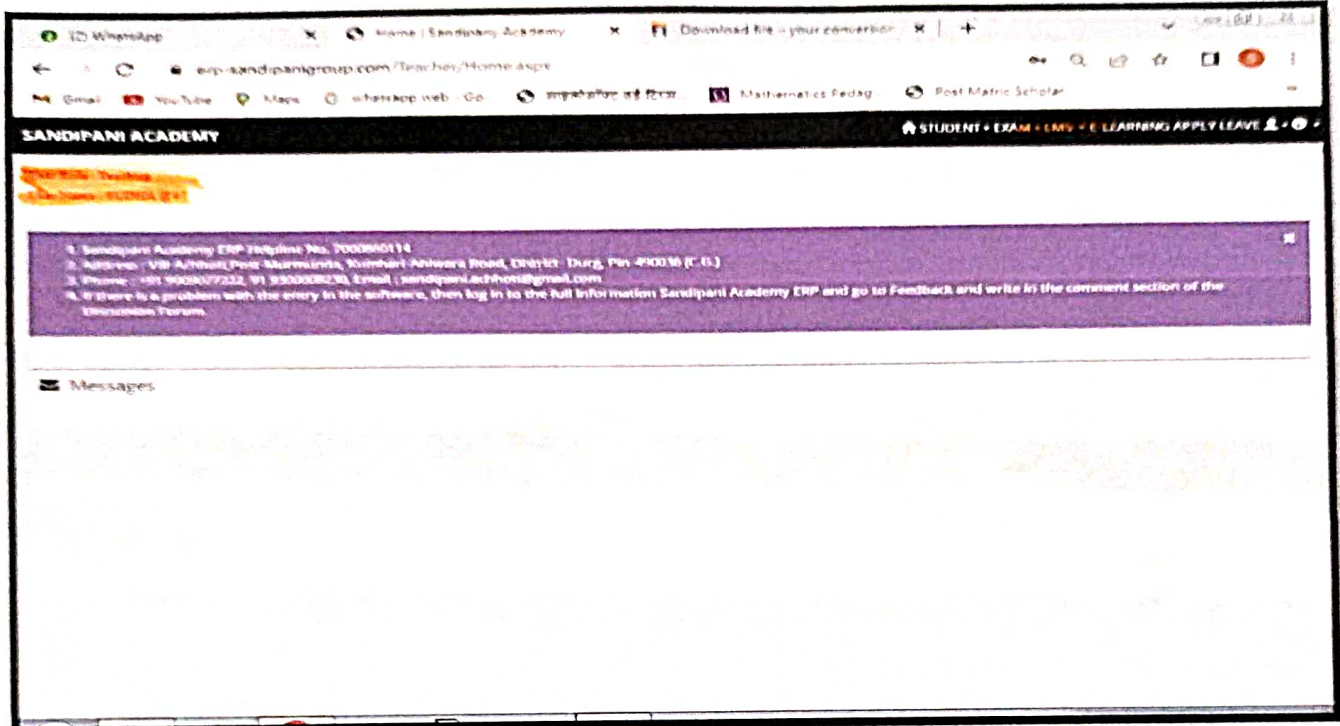 WhatsApp
Home | Sandipani Academy
Download file - your conversion
erp-sandipanigroup.com/Teacher/Home.aspx
Gmail YouTube Maps whatsapp web - Go... Mathematics Pedag... Post Matric Scholar
SANDIPANI ACADEMY
STUDENT EXAM LMS E-LEARNING APPLY LEAVE
1. Sandipani Academy ERP Helpline No.
2. Address : Vill Achhoti, Post Murmunda, Kumhari Ahiwara Road, District- Durg, Pin 490036 (C.G.)
3. Phone : Email : sandipani.achhoti@gmail.com
4. If there is a problem with the entry in the software, then log in to the full information Sandipani Academy ERP and go to Feedback and write in the comment section of the
Discussion Forum.
Messages